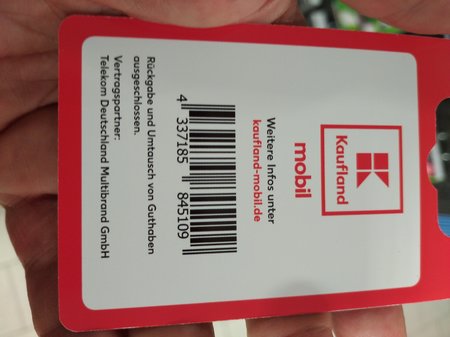 Kaufland
mobil
Weitere Infos unter
kaufland-mobil.de
4 337185 845109
Rückgabe und Umtausch von Guthaben
ausgeschlossen.
Vertragspartner:
Telekom Deutschland Multibrand GmbH